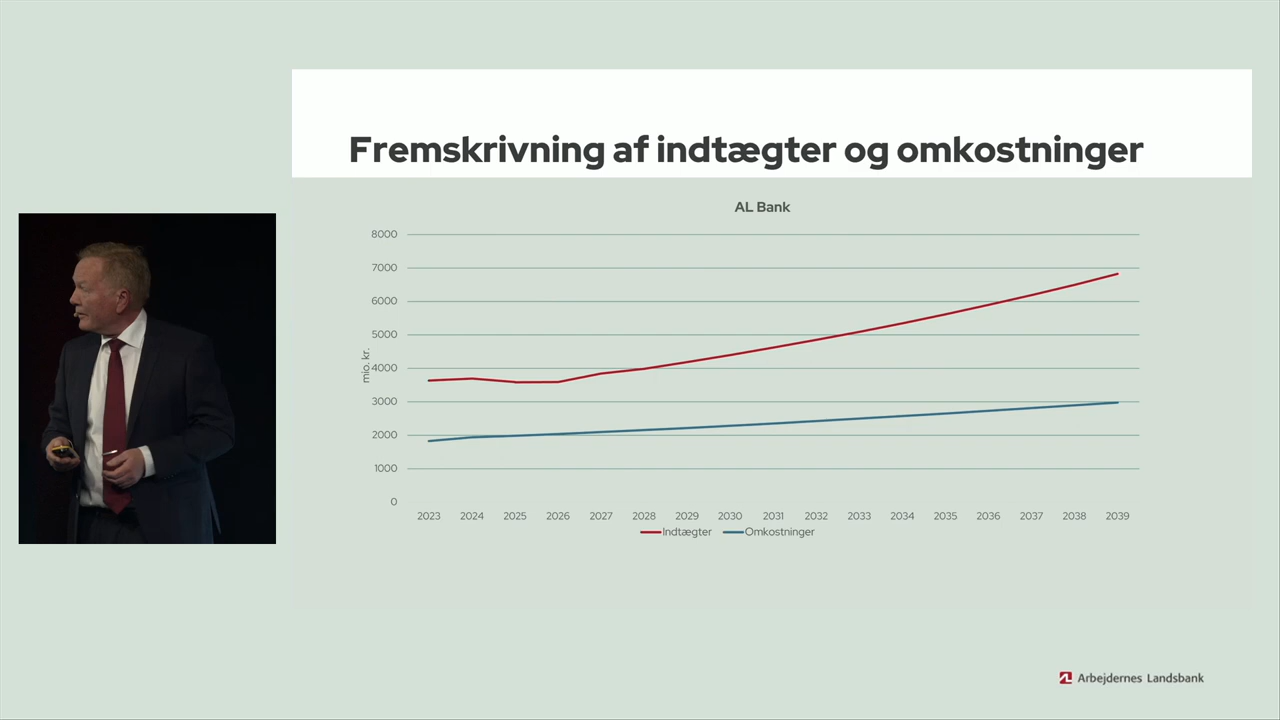 Fremskrivning af indtægter og omkostninger
AL Bank
8000
7000
6000
5000
4000
3000
2000
1000
0
mio. kr.
2023 2024 2025 2026 2027 2028 2029 2030 2031 2032 2033 2034 2035 2036 2037 2038 2039
Indtægter Omkostninger
Arbejdernes Landsbank